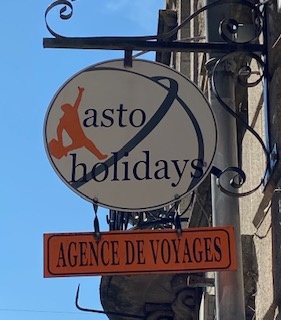 asto
holidays
AGENCE DE VOYAGES